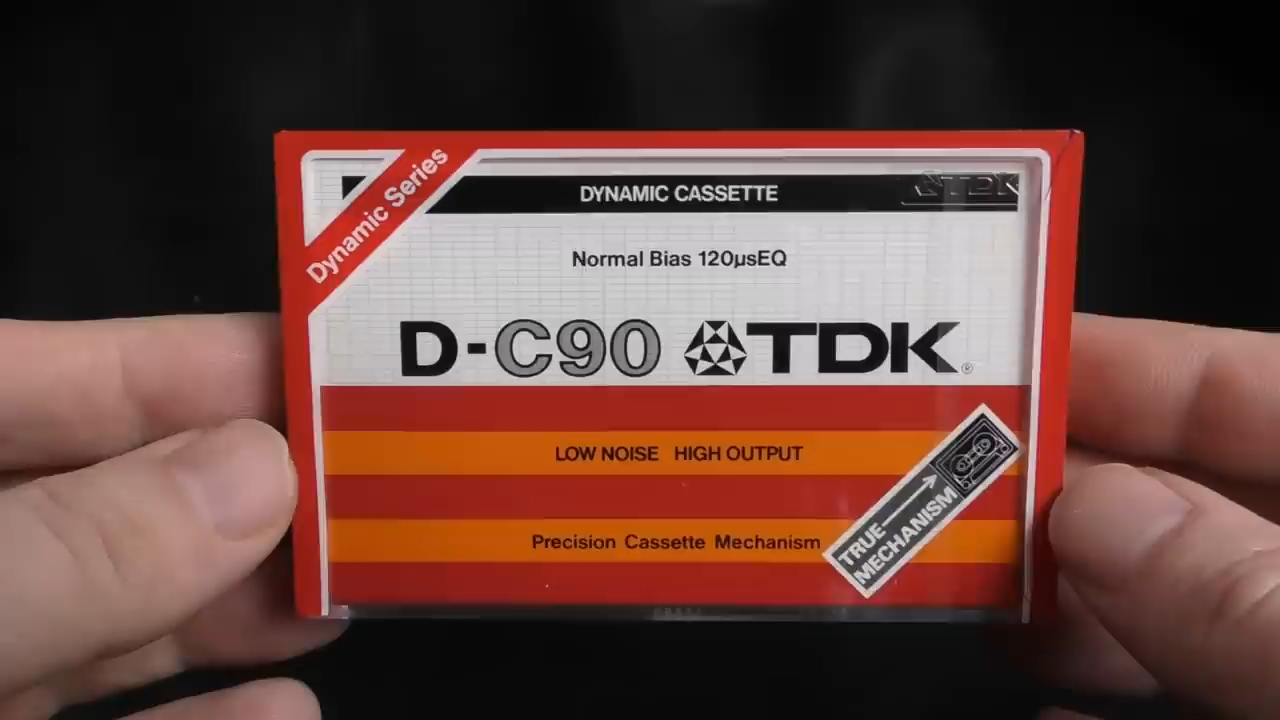 Dynamic Series
DYNAMIC CASSETTE
TDK
Normal Bias 120µsEQ
D-C90 TDK®
LOW NOISE HIGH OUTPUT
Precision Cassette Mechanism
TRUE
MECHANISM